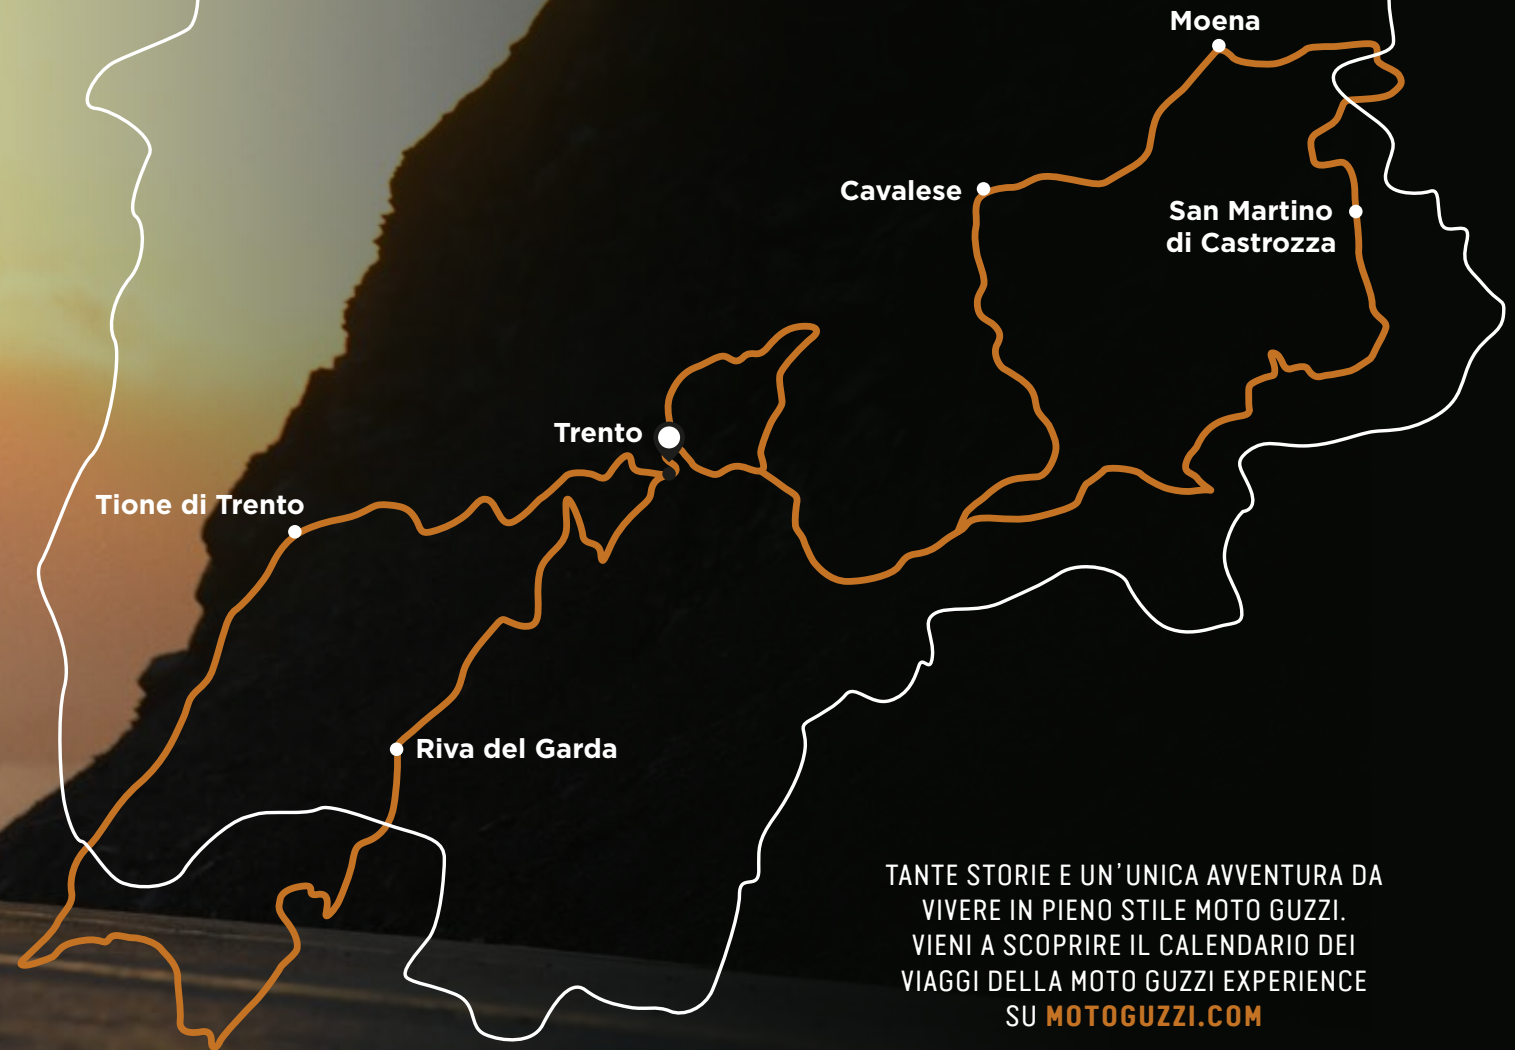 Moena
Cavalese
San Martino
di Castrozza
Trento
Tione di Trento
Riva del Garda
TANTE STORIE E UN'UNICA AVVENTURA DA
VIVERE IN PIENO STILE MOTO GUZZI.
VIENI A SCOPRIRE IL CALENDARIO DEI
VIAGGI DELLA MOTO GUZZI EXPERIENCE
SU MOTOGUZZI.COM